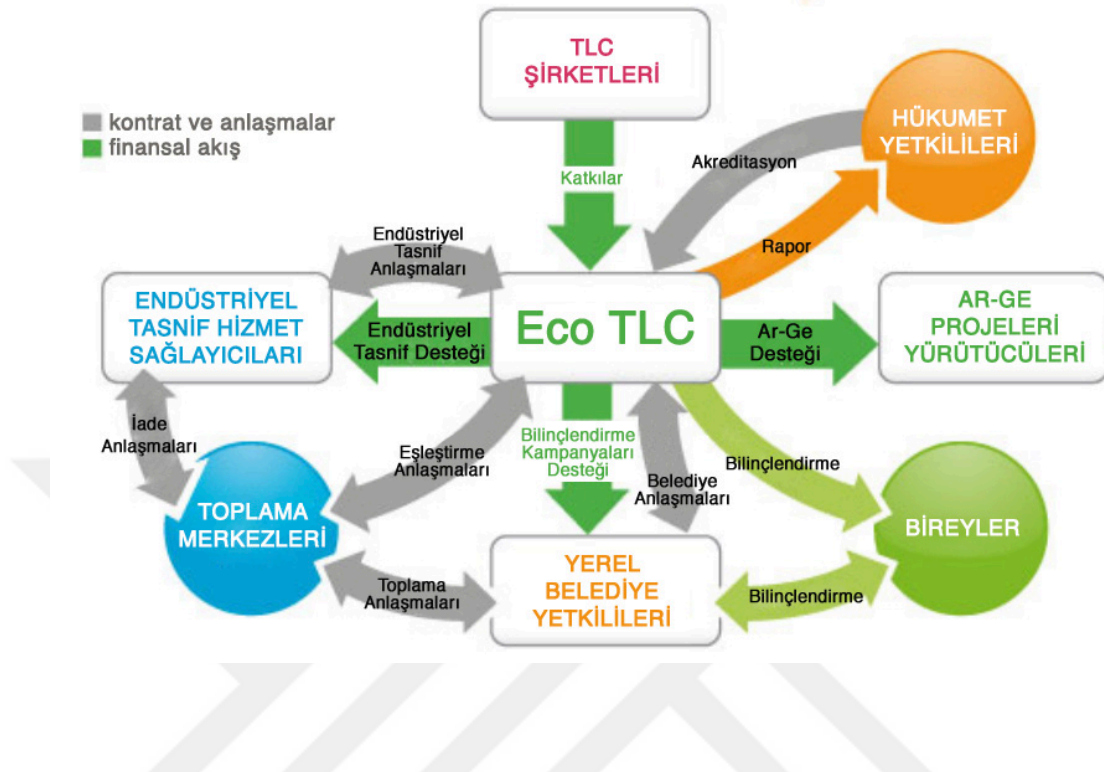 TLC
ŞİRKETLERİ
HÜKUMET
YETKİLİLERİ
kontrat ve anlaşmalar
finansal akış
Akreditasyon
Katkılar
Rapor
Endüstriyel
Tasnif
Anlaşmaları
ENDÜSTRİYEL
TASNİF HİZMET
SAĞLAYICILARI
Endüstriyel
Tasnif Desteği
Eco TLC
Ar-Ge
Desteği
AR-GE
PROJELERİ
YÜRÜTÜCÜLERİ
İade
Anlaşmaları
Eşleştirme
Anlaşmaları
Bilinçlendirme
Kampanyaları
Desteği
Belediye
Anlaşmaları
Bilinçlendirme
TOPLAMA
MERKEZLERİ
BİREYLER
Toplama
Anlaşmaları
YEREL
BELEDİYE
YETKİLİLERİ
Bilinçlendirme